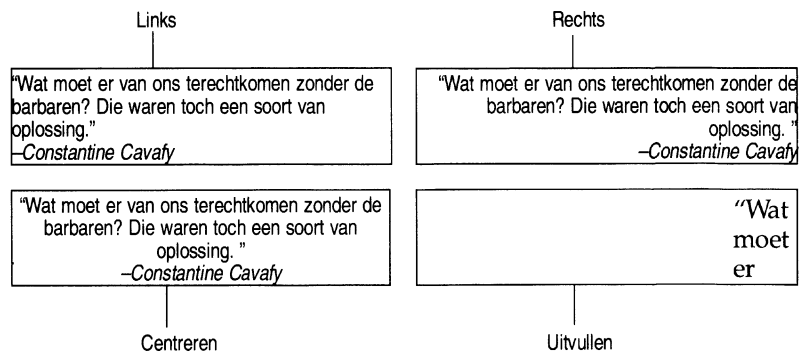 Links
"Wat moet er van ons terechtkomen zonder de
barbaren? Die waren toch een soort van
oplossing."
–Constantine Cavafy
Rechts
"Wat moet er van ons terechtkomen zonder de
barbaren? Die waren toch een soort van
oplossing. "
–Constantine Cavafy
"Wat moet er van ons terechtkomen zonder de
barbaren? Die waren toch een soort van
oplossing. "
–Constantine Cavafy
Centreren
"Wat
moet
er
Uitvullen